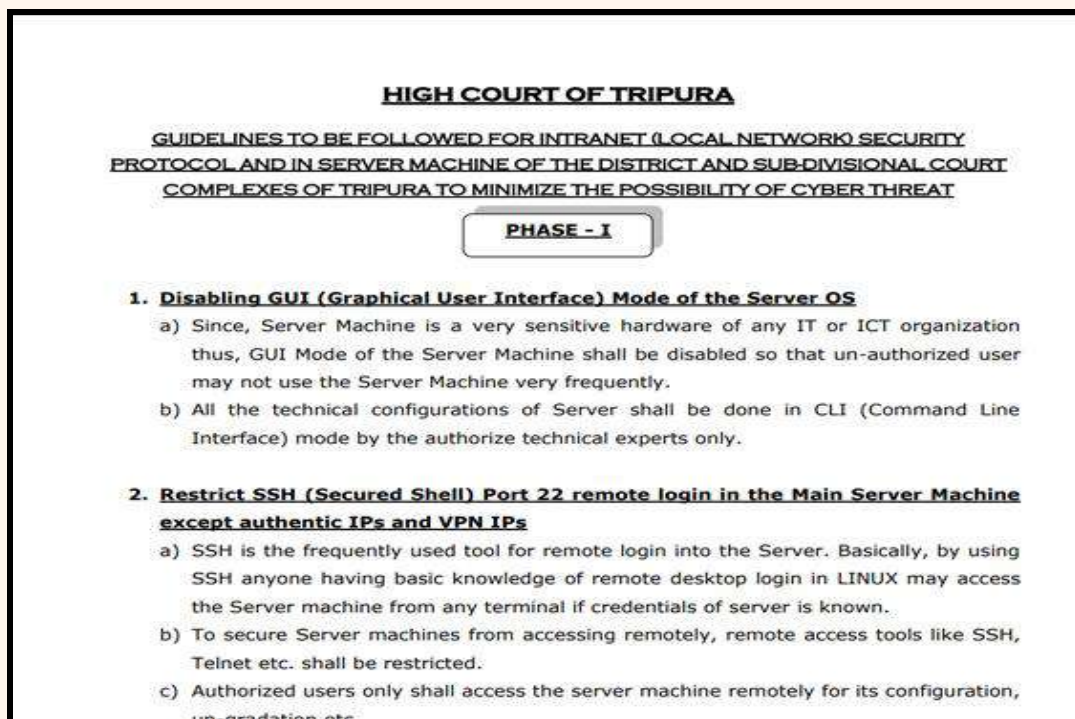 HIGH COURT OF TRIPURA
GUIDELINES TO BE FOLLOWED FOR INTRANET (LOCAL NETWORK) SECURITY
PROTOCOL AND IN SERVER MACHINE OF THE DISTRICT AND SUB-DIVISIONAL COURT
COMPLEXES OF TRIPURA TO MINIMIZE THE POSSIBILITY OF CYBER THREAT
PHASE - I
1. Disabling GUI (Graphical User Interface) Mode of the Server OS
a) Since, Server Machine is a very sensitive hardware of any IT or ICT organization
thus, GUI Mode of the Server Machine shall be disabled so that un-authorized user
may not use the Server Machine very frequently.
b) All the technical configurations of Server shall be done in CLI (Command Line
Interface) mode by the authorize technical experts only.
2. Restrict SSH (Secured Shell) Port 22 remote login in the Main Server Machine
except authentic IPs and VPN IPs
a) SSH is the frequently used tool for remote login into the Server. Basically, by using
SSH anyone having basic knowledge of remote desktop login in LINUX may access
the Server machine from any terminal if credentials of server is known.
b) To secure Server machines from accessing remotely, remote access tools like SSH,
Telnet etc. shall be restricted.
c) Authorized users only shall access the server machine remotely for its configuration,
up-gradation etc